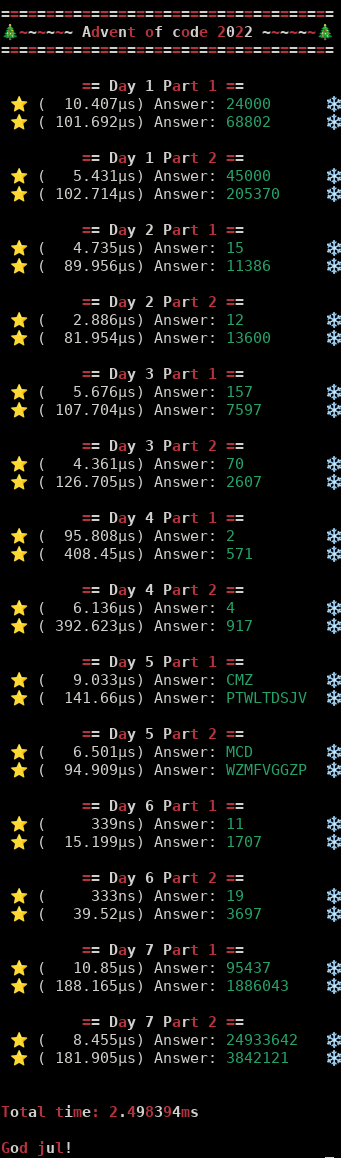 =====================================
🎄~~~~~~ Advent of code 2022 ~~~~~~🎄
=====================================
== Day 1 Part 1 ==
⭐ (  10.407µs) Answer: 24000 ❄
⭐ ( 101.692µs) Answer: 68802 ❄
== Day 1 Part 2 ==
⭐ (   5.431µs) Answer: 45000 ❄
⭐ ( 102.714µs) Answer: 205370 ❄
== Day 2 Part 1 ==
⭐ (   4.735µs) Answer: 15 ❄
⭐ (  89.956µs) Answer: 11386 ❄
== Day 2 Part 2 ==
⭐ (   2.886µs) Answer: 12 ❄
⭐ (  81.954µs) Answer: 13600 ❄
== Day 3 Part 1 ==
⭐ (   5.676µs) Answer: 157 ❄
⭐ ( 107.704µs) Answer: 7597 ❄
== Day 3 Part 2 ==
⭐ (   4.361µs) Answer: 70 ❄
⭐ ( 126.705µs) Answer: 2607 ❄
== Day 4 Part 1 ==
⭐ (  95.808µs) Answer: 2 ❄
⭐ (  408.45µs) Answer: 571 ❄
== Day 4 Part 2 ==
⭐ (   6.136µs) Answer: 4 ❄
⭐ ( 392.623µs) Answer: 917 ❄
== Day 5 Part 1 ==
⭐ (   9.033µs) Answer: CMZ ❄
⭐ (  141.66µs) Answer: PTWLTDSJV ❄
== Day 5 Part 2 ==
⭐ (   6.501µs) Answer: MCD ❄
⭐ (  94.909µs) Answer: WZMFVGGZP ❄
== Day 6 Part 1 ==
⭐ (     339ns) Answer: 11 ❄
⭐ (  15.199µs) Answer: 1707 ❄
== Day 6 Part 2 ==
⭐ (     333ns) Answer: 19 ❄
⭐ (   39.52µs) Answer: 3697 ❄
== Day 7 Part 1 ==
⭐ (   10.85µs) Answer: 95437 ❄
⭐ ( 188.165µs) Answer: 1886043 ❄
== Day 7 Part 2 ==
⭐ (   8.455µs) Answer: 24933642 ❄
⭐ ( 181.905µs) Answer: 3842121 ❄
Total time: 2.498394ms
God jul!